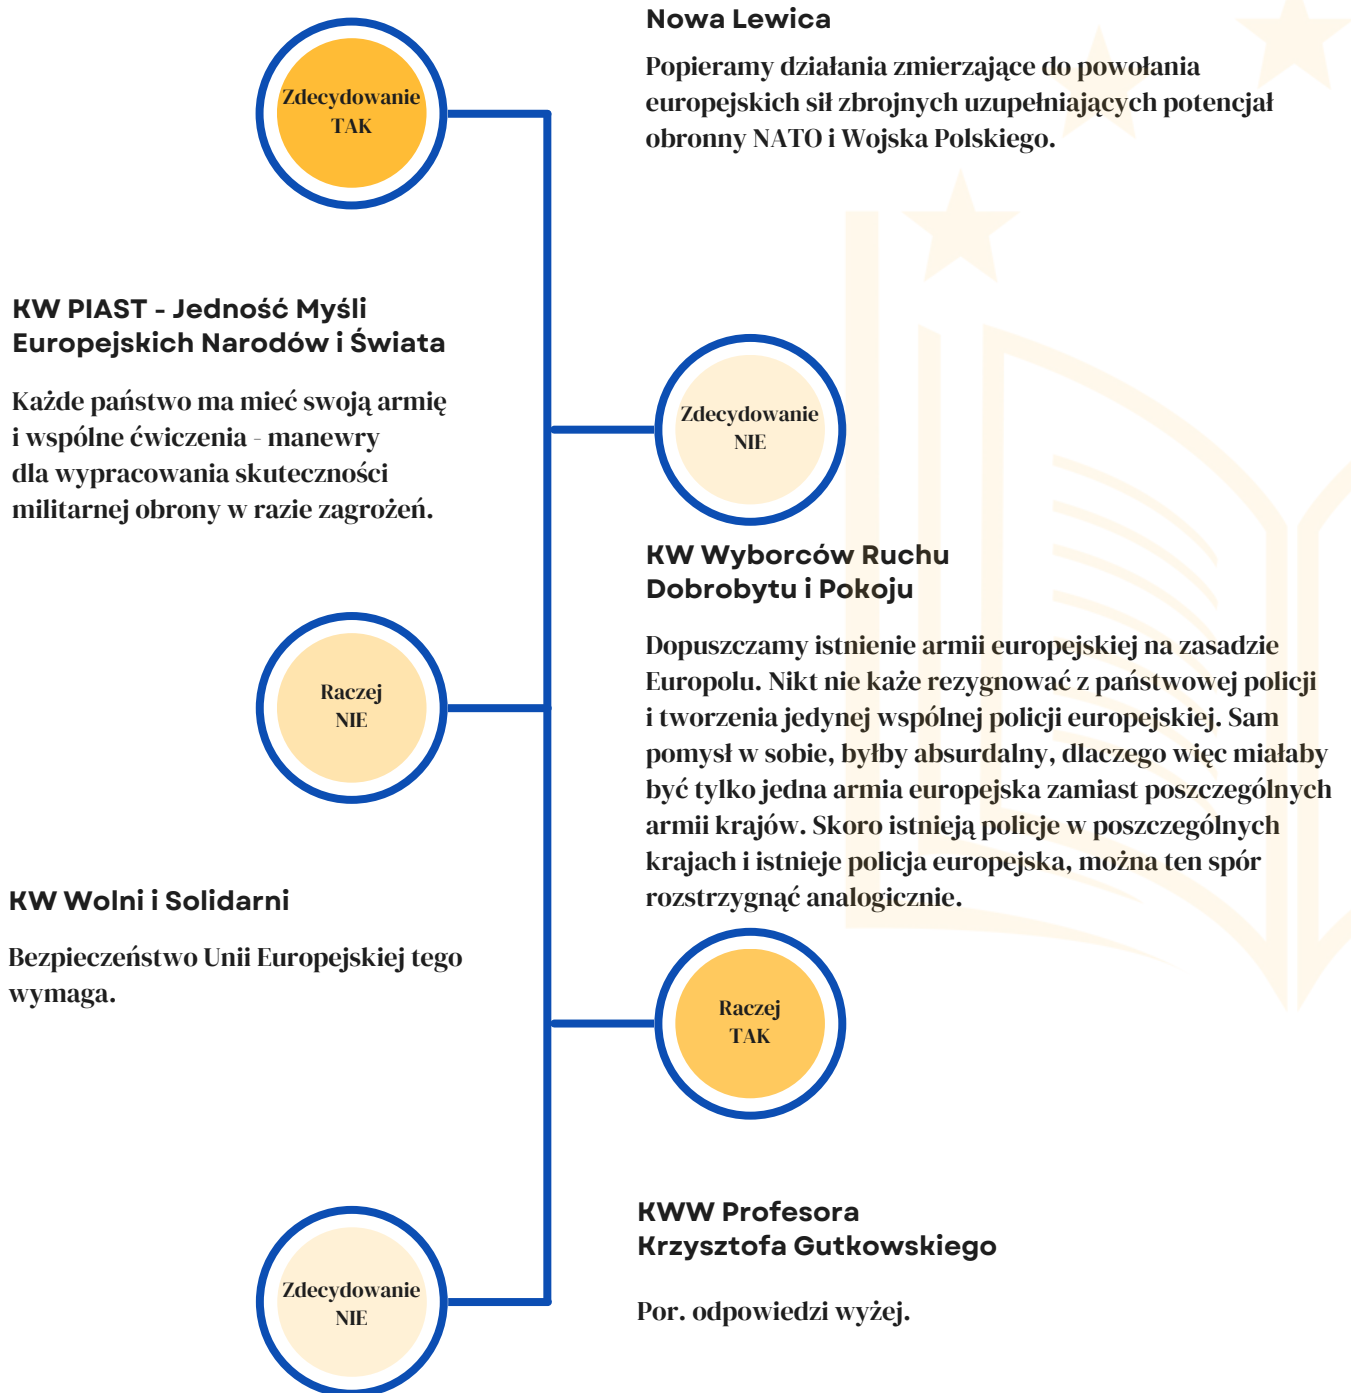 Zdecydowanie
TAK
Nowa Lewica
Popieramy działania zmierzające do powołania
europejskich sił zbrojnych uzupełniających potencjał
obronny NATO i Wojska Polskiego.
KW PIAST - Jedność Myśli
Europejskich Narodów i Świata
Każde państwo ma mieć swoją armię
i wspólne ćwiczenia - manewry
dla wypracowania skuteczności
militarnej obrony w razie zagrożeń.
Zdecydowanie
NIE
Raczej
NIE
KW Wyborców Ruchu
Dobrobytu i Pokoju
Dopuszczamy istnienie armii europejskiej na zasadzie
Europolu. Nikt nie każe rezygnować z państwowej policji
i tworzenia jedynej wspólnej policji europejskiej. Sam
pomysł w sobie, byłby absurdalny, dlaczego więc miałaby
być tylko jedna armia europejska zamiast poszczególnych
armii krajów. Skoro istnieją policje w poszczególnych
krajach i istnieje policja europejska, można ten spór
rozstrzygnąć analogicznie.
KW Wolni i Solidarni
Bezpieczeństwo Unii Europejskiej tego
wymaga.
Raczej
TAK
Zdecydowanie
NIE
KWW Profesora
Krzysztofa Gutkowskiego
Por. odpowiedzi wyżej.